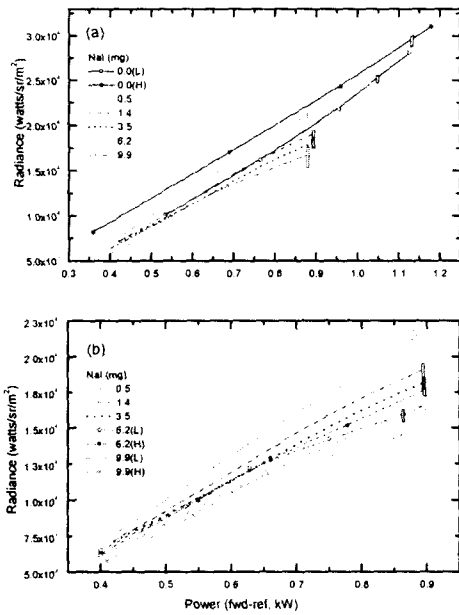 (a)
NaI (mg)
0.0(L)
0.0(H)
0.5
1.4
3.5
6.2
9.9
Radiance (watts/sr/m²)
3.0x10⁴
2.5x10⁴
2.0x10⁴
1.5x10⁴
1.0x10⁴
5.0x10³
0.3 0.4 0.5 0.6 0.7 0.8 0.9 1.0 1.1 1.2
(b)
NaI (mg)
0.5
1.4
3.5
6.2(L)
6.2(H)
9.9(L)
9.9(H)
Radiance (watts/sr/m²)
2.3x10⁴
2.0x10⁴
1.8x10⁴
1.5x10⁴
1.3x10⁴
1.0x10⁴
7.5x10³
5.0x10³
0.4 0.5 0.6 0.7 0.8 0.9
Power (fwd-ref, kW)